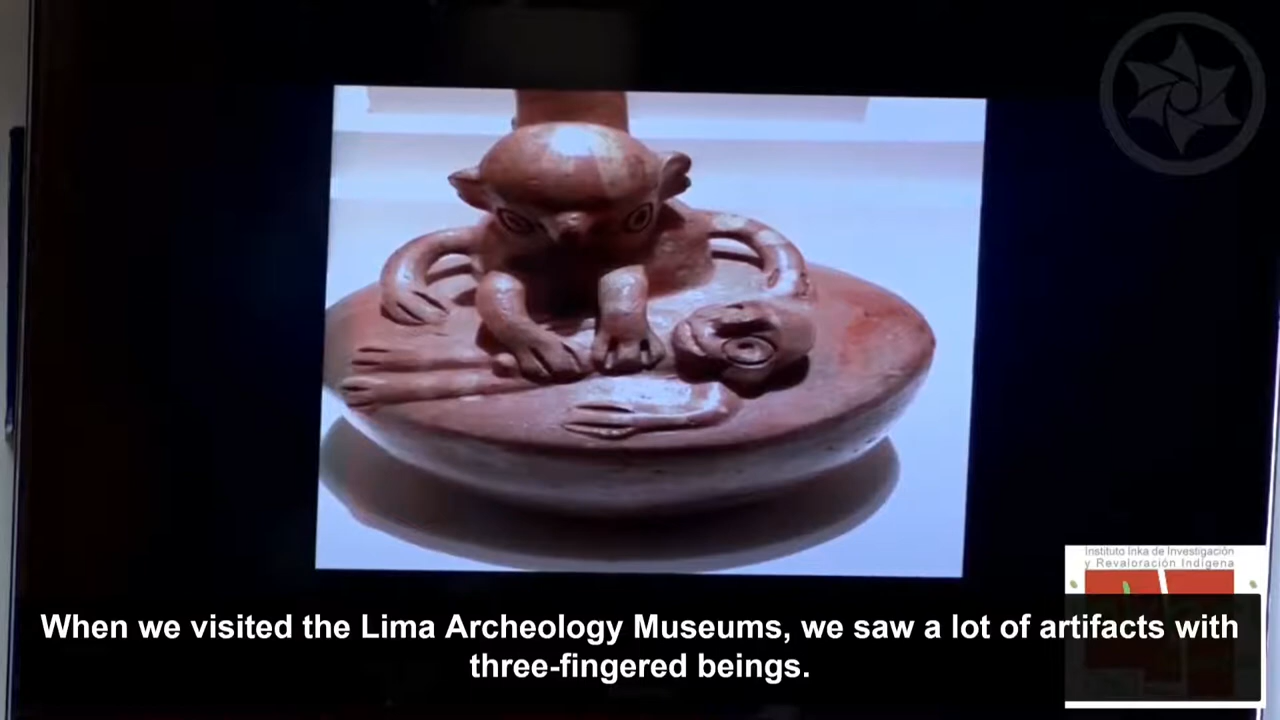 Instituto Inka de Investigación
y Revaloración Indígena
When we visited the Lima Archeology Museums, we saw a lot of artifacts with
three-fingered beings.